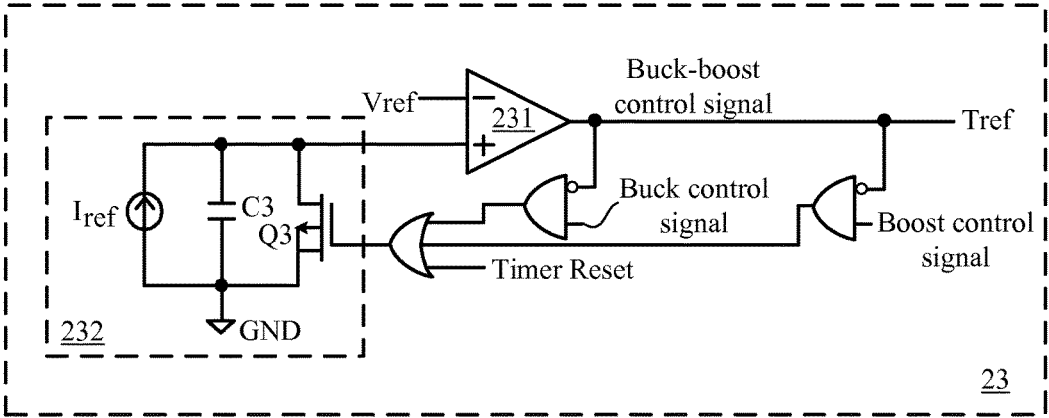 Buck-boost
control signal
Vref
−
231
+
Tref
Iref
C3
Q3
Buck control
signal
Boost control
signal
Timer Reset
232
GND
23